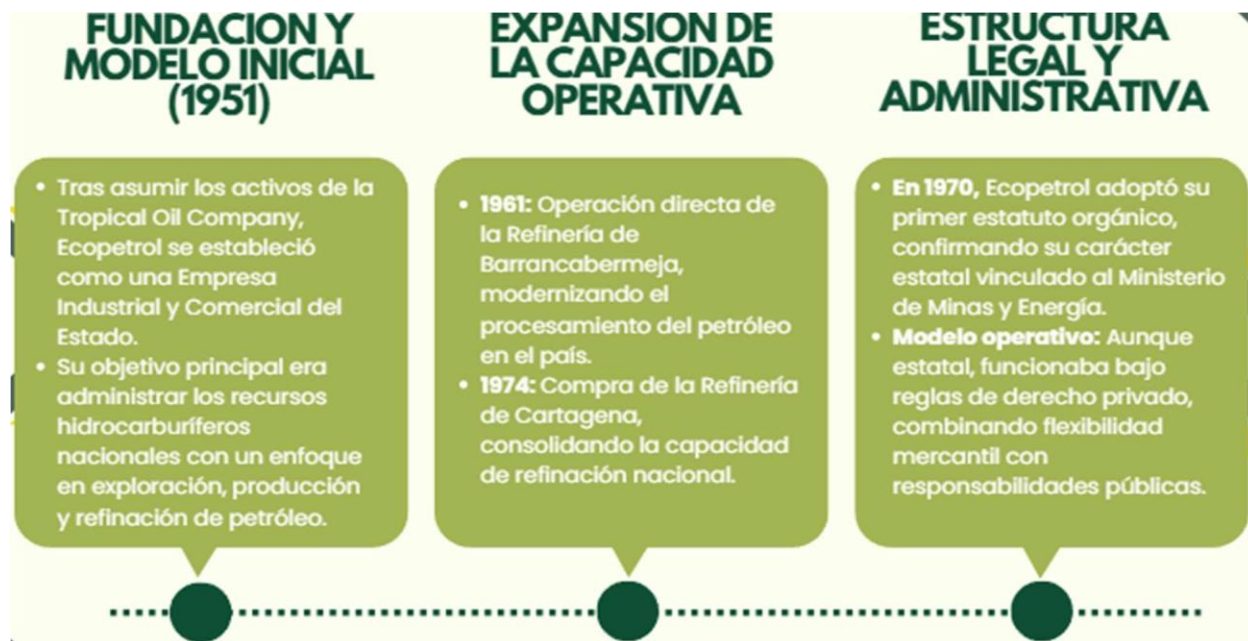 FUNDACIÓN Y
MODELO INICIAL
(1951)
• Tras asumir los activos de la
Tropical Oil Company,
Ecopetrol se estableció
como una Empresa
Industrial y Comercial del
Estado.
• Su objetivo principal era
administrar los recursos
hidrocarburíferos
nacionales con un enfoque
en exploración, producción
y refinación de petróleo.
EXPANSIÓN DE
LA CAPACIDAD
OPERATIVA
• 1961: Operación directa de
la Refinería de
Barrancabermeja,
modernizando el
procesamiento del petróleo
en el país.
• 1974: Compra de la Refinería
de Cartagena,
consolidando la capacidad
de refinación nacional.
ESTRUCTURA
LEGAL Y
ADMINISTRATIVA
• En 1970, Ecopetrol adoptó su
primer estatuto orgánico,
confirmando su carácter
estatal vinculado al Ministerio
de Minas y Energía.
• Modelo operativo: Aunque
estatal, funcionaba bajo
reglas de derecho privado,
combinando flexibilidad
mercantil con
responsabilidades públicas.